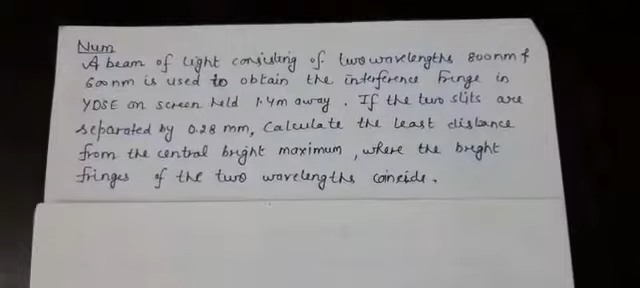 Num
A beam of light consisting of two wavelengths 800nm &
600nm is used to obtain the interference fringe in
YDSE on screen held 1.4m away. If the two slits are
separated by 0.28 mm, Calculate the least distance
from the central bright maximum, where the bright
fringes of the two wavelengths coincide.